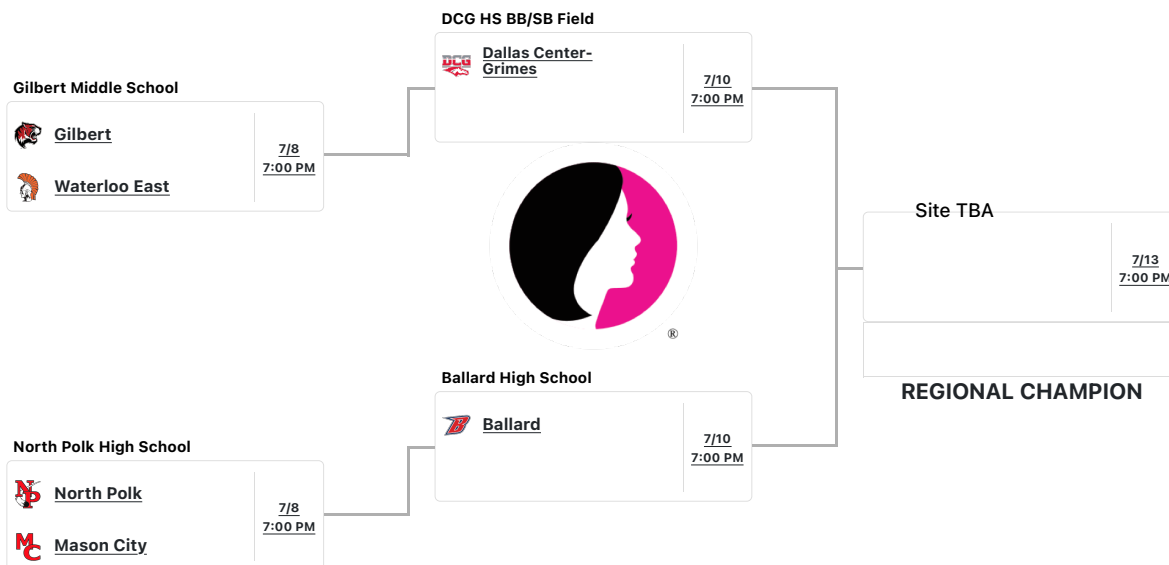 DCG HS BB/SB Field
DCG
Dallas Center-
Grimes
7/10
7:00 PM
Gilbert Middle School
Gilbert
Waterloo East
7/8
7:00 PM
Site TBA
7/13
7:00 PM
REGIONAL CHAMPION
®
Ballard High School
B
Ballard
7/10
7:00 PM
North Polk High School
NP
North Polk
MC
Mason City
7/8
7:00 PM